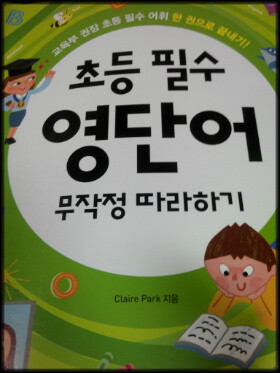 교육부 권장 초등 필수 어휘 한 권으로 끝내기!
초등 필수
영단어
무작정 따라하기
Claire Park 지음